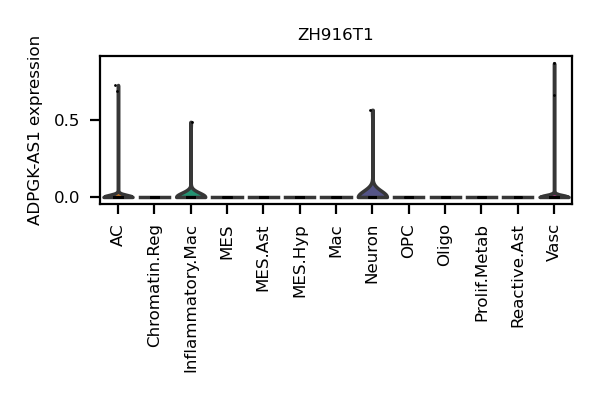 ZH916T1
ADPGK-AS1 expression
0.5
0.0
AC
Chromatin.Reg
Inflammatory.Mac
MES
MES.Ast
MES.Hyp
Mac
Neuron
OPC
Oligo
Prolif.Metab
Reactive.Ast
Vasc